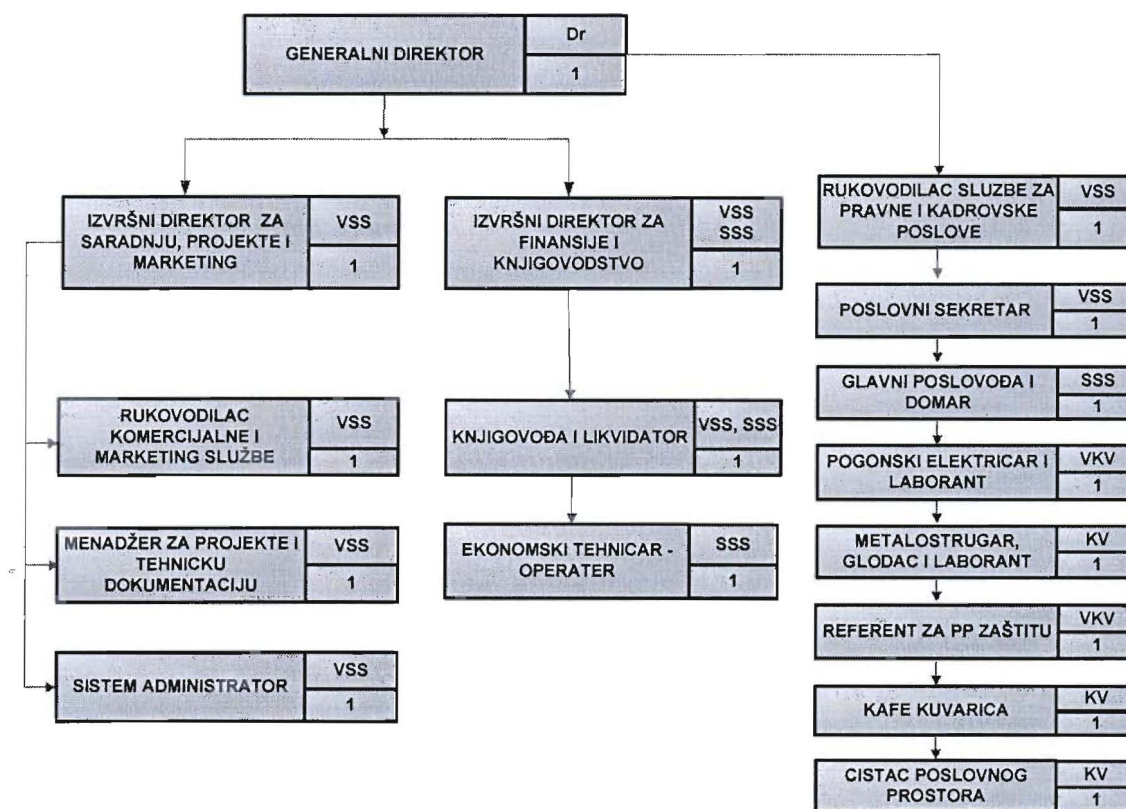 GENERALNI DIREKTOR
Dr
1
IZVRŠNI DIREKTOR ZA
SARADNJU, PROJEKTE I
MARKETING
VSS
1
IZVRŠNI DIREKTOR ZA
FINANSIJE I
KNJIGOVODSTVO
VSS
SSS
1
RUKOVODILAC SLUZBE ZA
PRAVNE I KADROVSKE
POSLOVE
VSS
1
RUKOVODILAC
KOMERCIJALNE I
MARKETING SLUŽBE
VSS
1
MENADŽER ZA PROJEKTE I
TEHNICKU
DOKUMENTACIJU
VSS
1
SISTEM ADMINISTRATOR
VSS
1
KNJIGOVOĐA I LIKVIDATOR
VSS, SSS
1
EKONOMSKI TEHNICAR -
OPERATER
SSS
1
POSLOVNI SEKRETAR
VSS
1
GLAVNI POSLOVOĐA I
DOMAR
SSS
1
POGONSKI ELEKTRICAR I
LABORANT
VKV
1
METALOSTRUGAR,
GLODAC I LABORANT
KV
1
REFERENT ZA PP ZAŠTITU
VKV
1
KAFE KUVARICA
KV
1
CISTAC POSLOVNOG
PROSTORA
KV
1